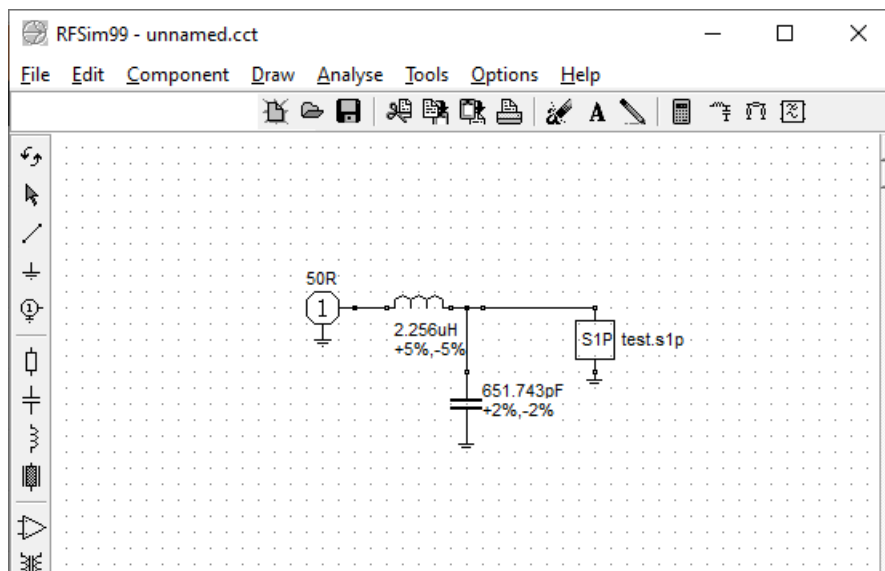 RFSim99 - unnamed.cct
File Edit Component Draw Analyse Tools Options Help
A
1
50R
1
2.256uH
+5%,-5%
S1P test.s1p
651.743pF
+2%,-2%